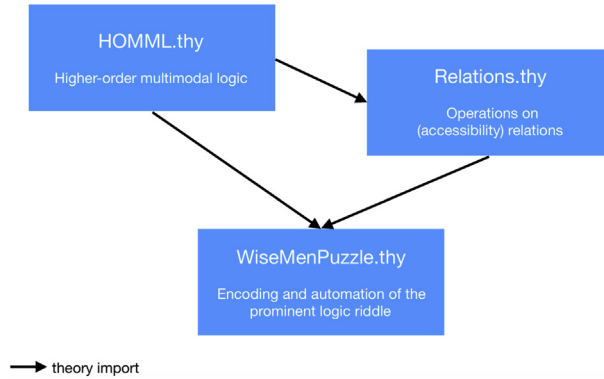 HOMML.thy
Higher-order multimodal logic
Relations.thy
Operations on
(accessibility) relations
WiseMenPuzzle.thy
Encoding and automation of the
prominent logic riddle
theory import